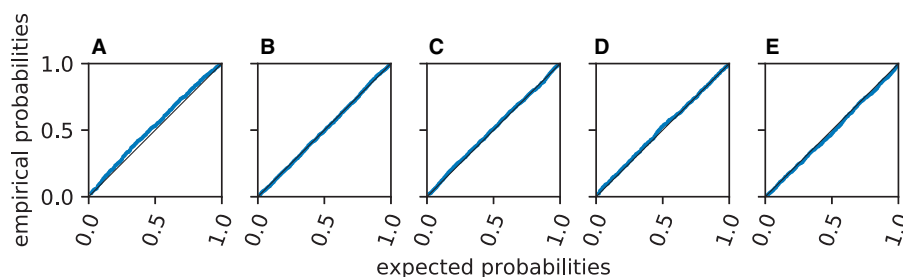 A B C D E
empirical probabilities
1.0
0.5
0.0
0.0 0.5 1.0 0.0 0.5 1.0 0.0 0.5 1.0 0.0 0.5 1.0 0.0 0.5 1.0
expected probabilities